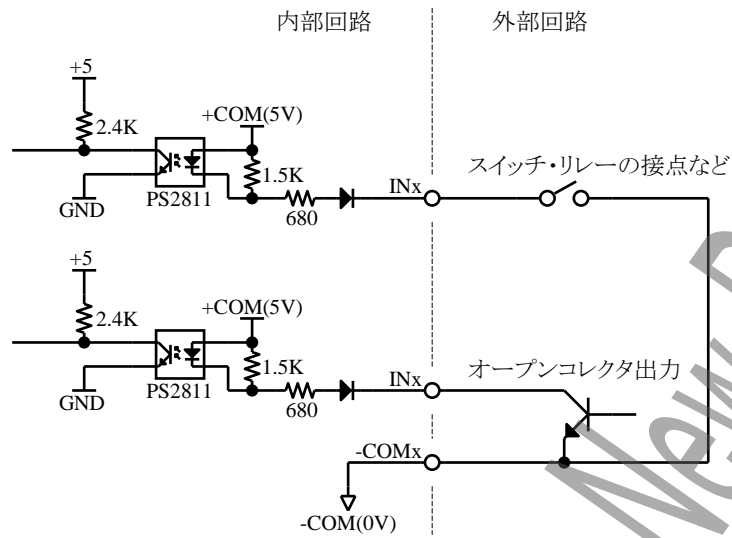 内部回路
外部回路
+5
2.4K
+COM(5V)
1.5K
INx
スイッチ・リレーの接点など
GND
PS2811
680
+5
2.4K
+COM(5V)
1.5K
INx
オープンコレクタ出力
GND
PS2811
680
-COMx
-COM(0V)
New